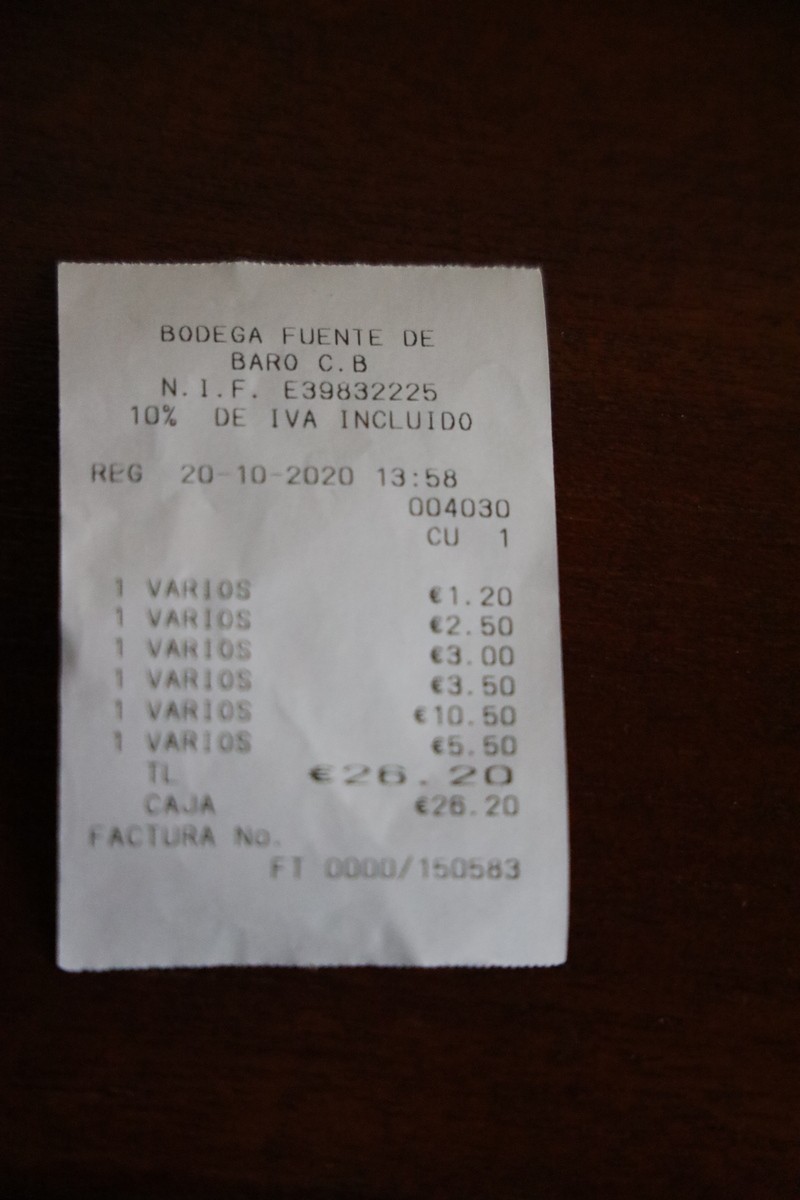 BODEGA FUENTE DE
BARO C.B
N.I.F. E39832225
10% DE IVA INCLUIDO
REG 20-10-2020 13:58
004030
CU 1
1 VARIOS €1.20
1 VARIOS €2.50
1 VARIOS €3.00
1 VARIOS €3.50
1 VARIOS €10.50
1 VARIOS €5.50
TL €26.20
CAJA €26.20
FACTURA No.
FT 0000/150583